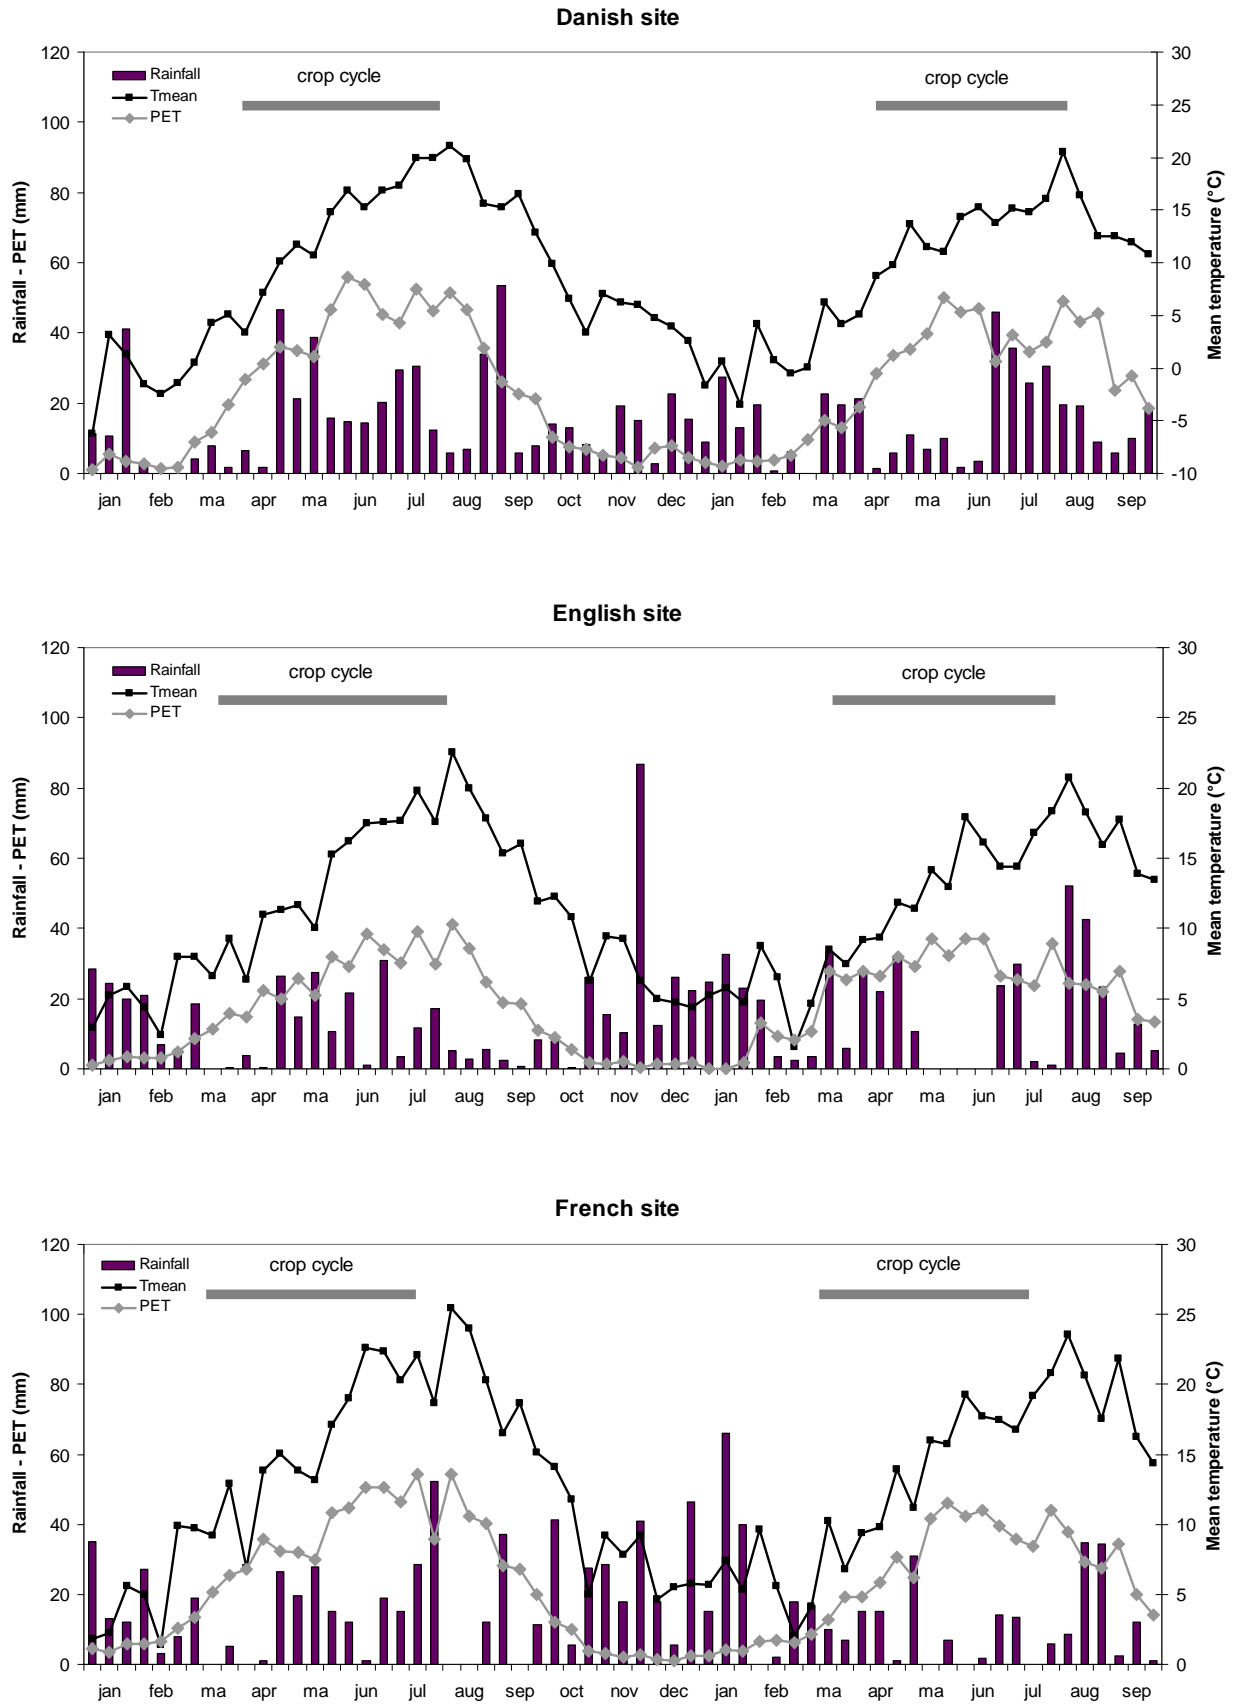 Danish site
120
100
80
60
40
20
0
Rainfall - PET (mm)
Rainfall
Tmean
PET
crop cycle
crop cycle
30
25
20
15
10
5
0
-5
-10
Mean temperature (°C)
jan feb ma apr ma jun jul aug sep oct nov dec jan feb ma apr ma jun jul aug sep
English site
120
100
80
60
40
20
0
Rainfall - PET (mm)
Rainfall
Tmean
PET
crop cycle
crop cycle
30
25
20
15
10
5
0
Mean temperature (°C)
jan feb ma apr ma jun jul aug sep oct nov dec jan feb ma apr ma jun jul aug sep
French site
120
100
80
60
40
20
0
Rainfall - PET (mm)
Rainfall
Tmean
PET
crop cycle
crop cycle
30
25
20
15
10
5
0
Mean temperature (°C)
jan feb ma apr ma jun jul aug sep oct nov dec jan feb ma apr ma jun jul aug sep